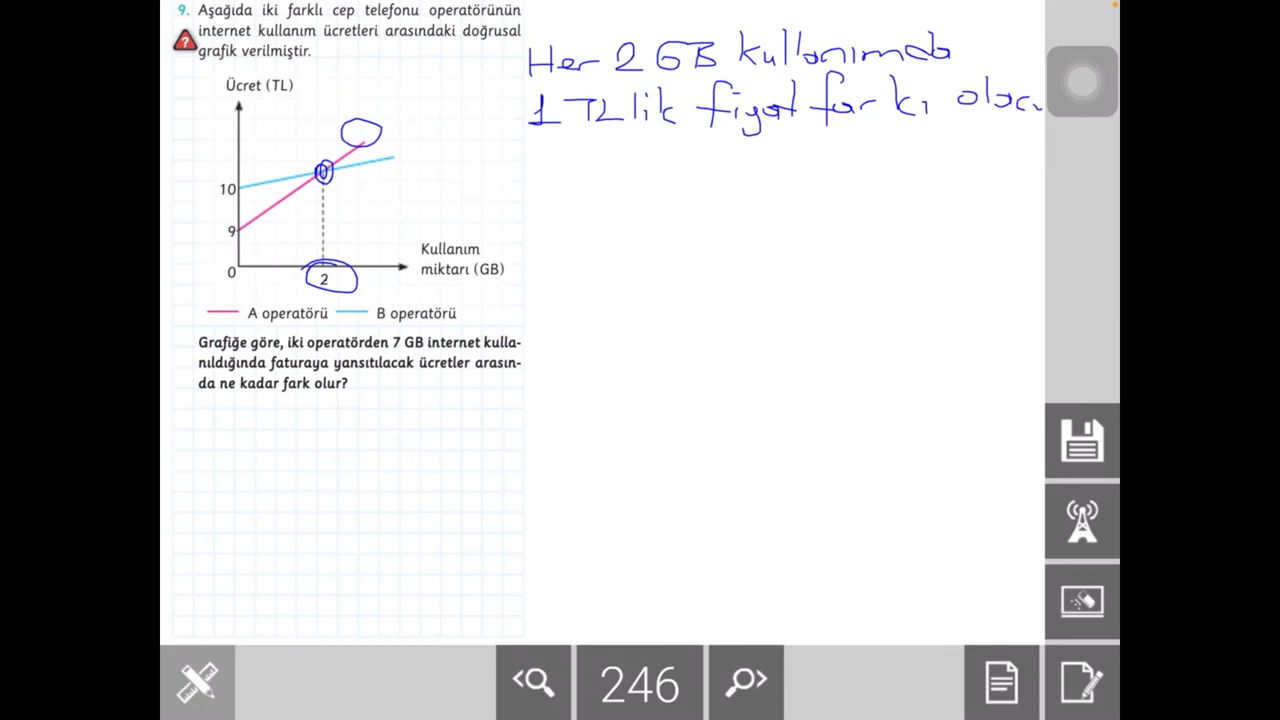 9. Aşağıda iki farklı cep telefonu operatörünün
internet kullanım ücretleri arasındaki doğrusal
grafik verilmiştir.
?
Ücret (TL)
10
9
0
2
Kullanım
miktarı (GB)
A operatörü
B operatörü
Grafiğe göre, iki operatörden 7 GB internet kulla-
nıldığında faturaya yansıtılacak ücretler arasın-
da ne kadar fark olur?
Her 2 GB kullanımda
1 TL lik fiyat farkı
<246>
246